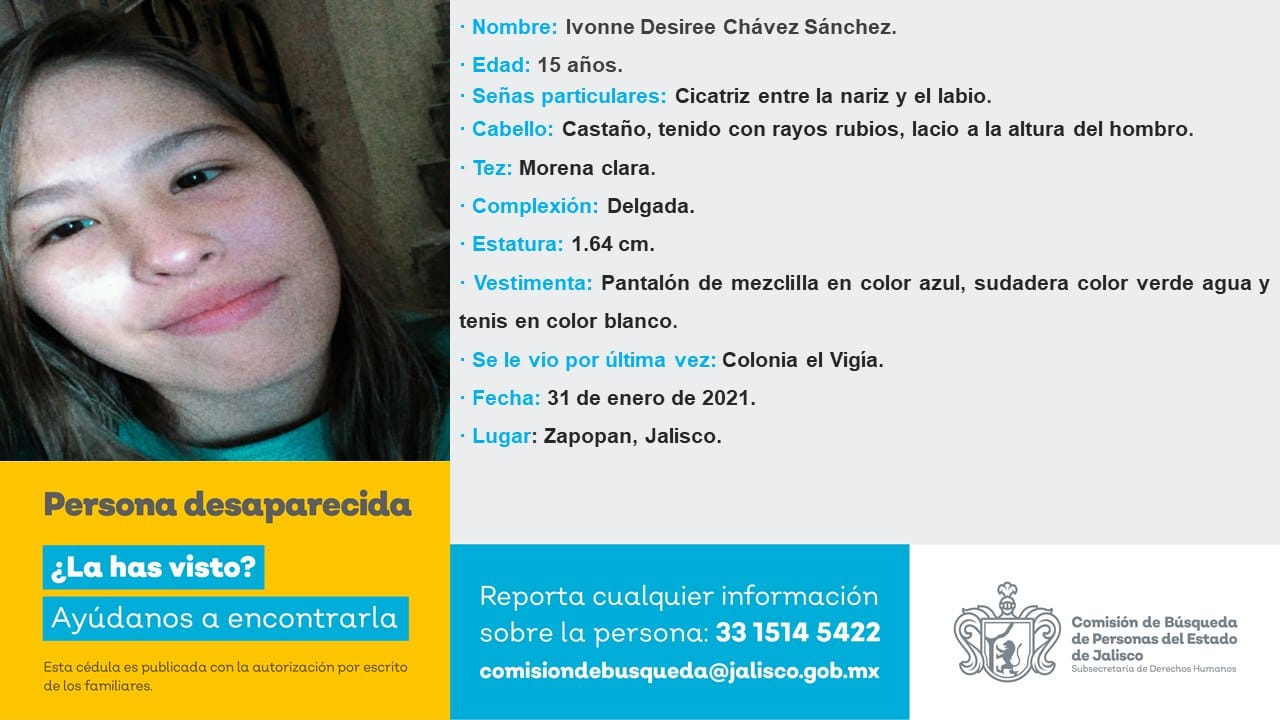 · Nombre: Ivonne Desiree Chávez Sánchez.
· Edad: 15 años.
· Señas particulares: Cicatriz entre la nariz y el labio.
· Cabello: Castaño, tenido con rayos rubios, lacio a la altura del hombro.
· Tez: Morena clara.
· Complexión: Delgada.
· Estatura: 1.64 cm.
· Vestimenta: Pantalón de mezclilla en color azul, sudadera color verde agua y
tenis en color blanco.
· Se le vio por última vez: Colonia el Vigía.
· Fecha: 31 de enero de 2021.
· Lugar: Zapopan, Jalisco.
Persona desaparecida
¿La has visto?
Ayúdanos a encontrarla
Esta cédula es publicada con la autorización por escrito
de los familiares.
Reporta cualquier información
sobre la persona: 33 1514 5422
comisiondebusqueda@jalisco.gob.mx
Comisión de Búsqueda
de Personas del Estado
de Jalisco
Subsecretaría de Derechos Humanos